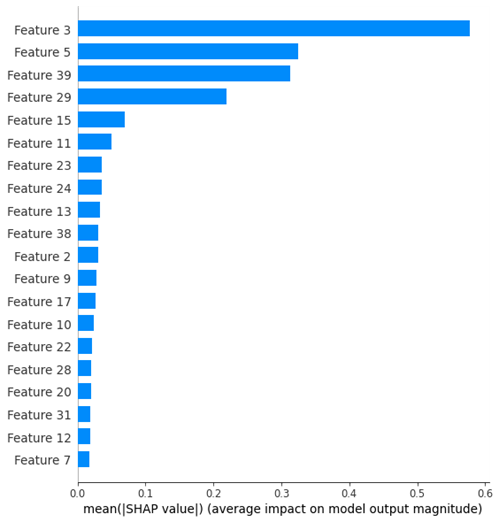 Feature 3
Feature 5
Feature 39
Feature 29
Feature 15
Feature 11
Feature 23
Feature 24
Feature 13
Feature 38
Feature 2
Feature 9
Feature 17
Feature 10
Feature 22
Feature 28
Feature 20
Feature 31
Feature 12
Feature 7
0.0 0.1 0.2 0.3 0.4 0.5 0.6
mean(|SHAP value|) (average impact on model output magnitude)